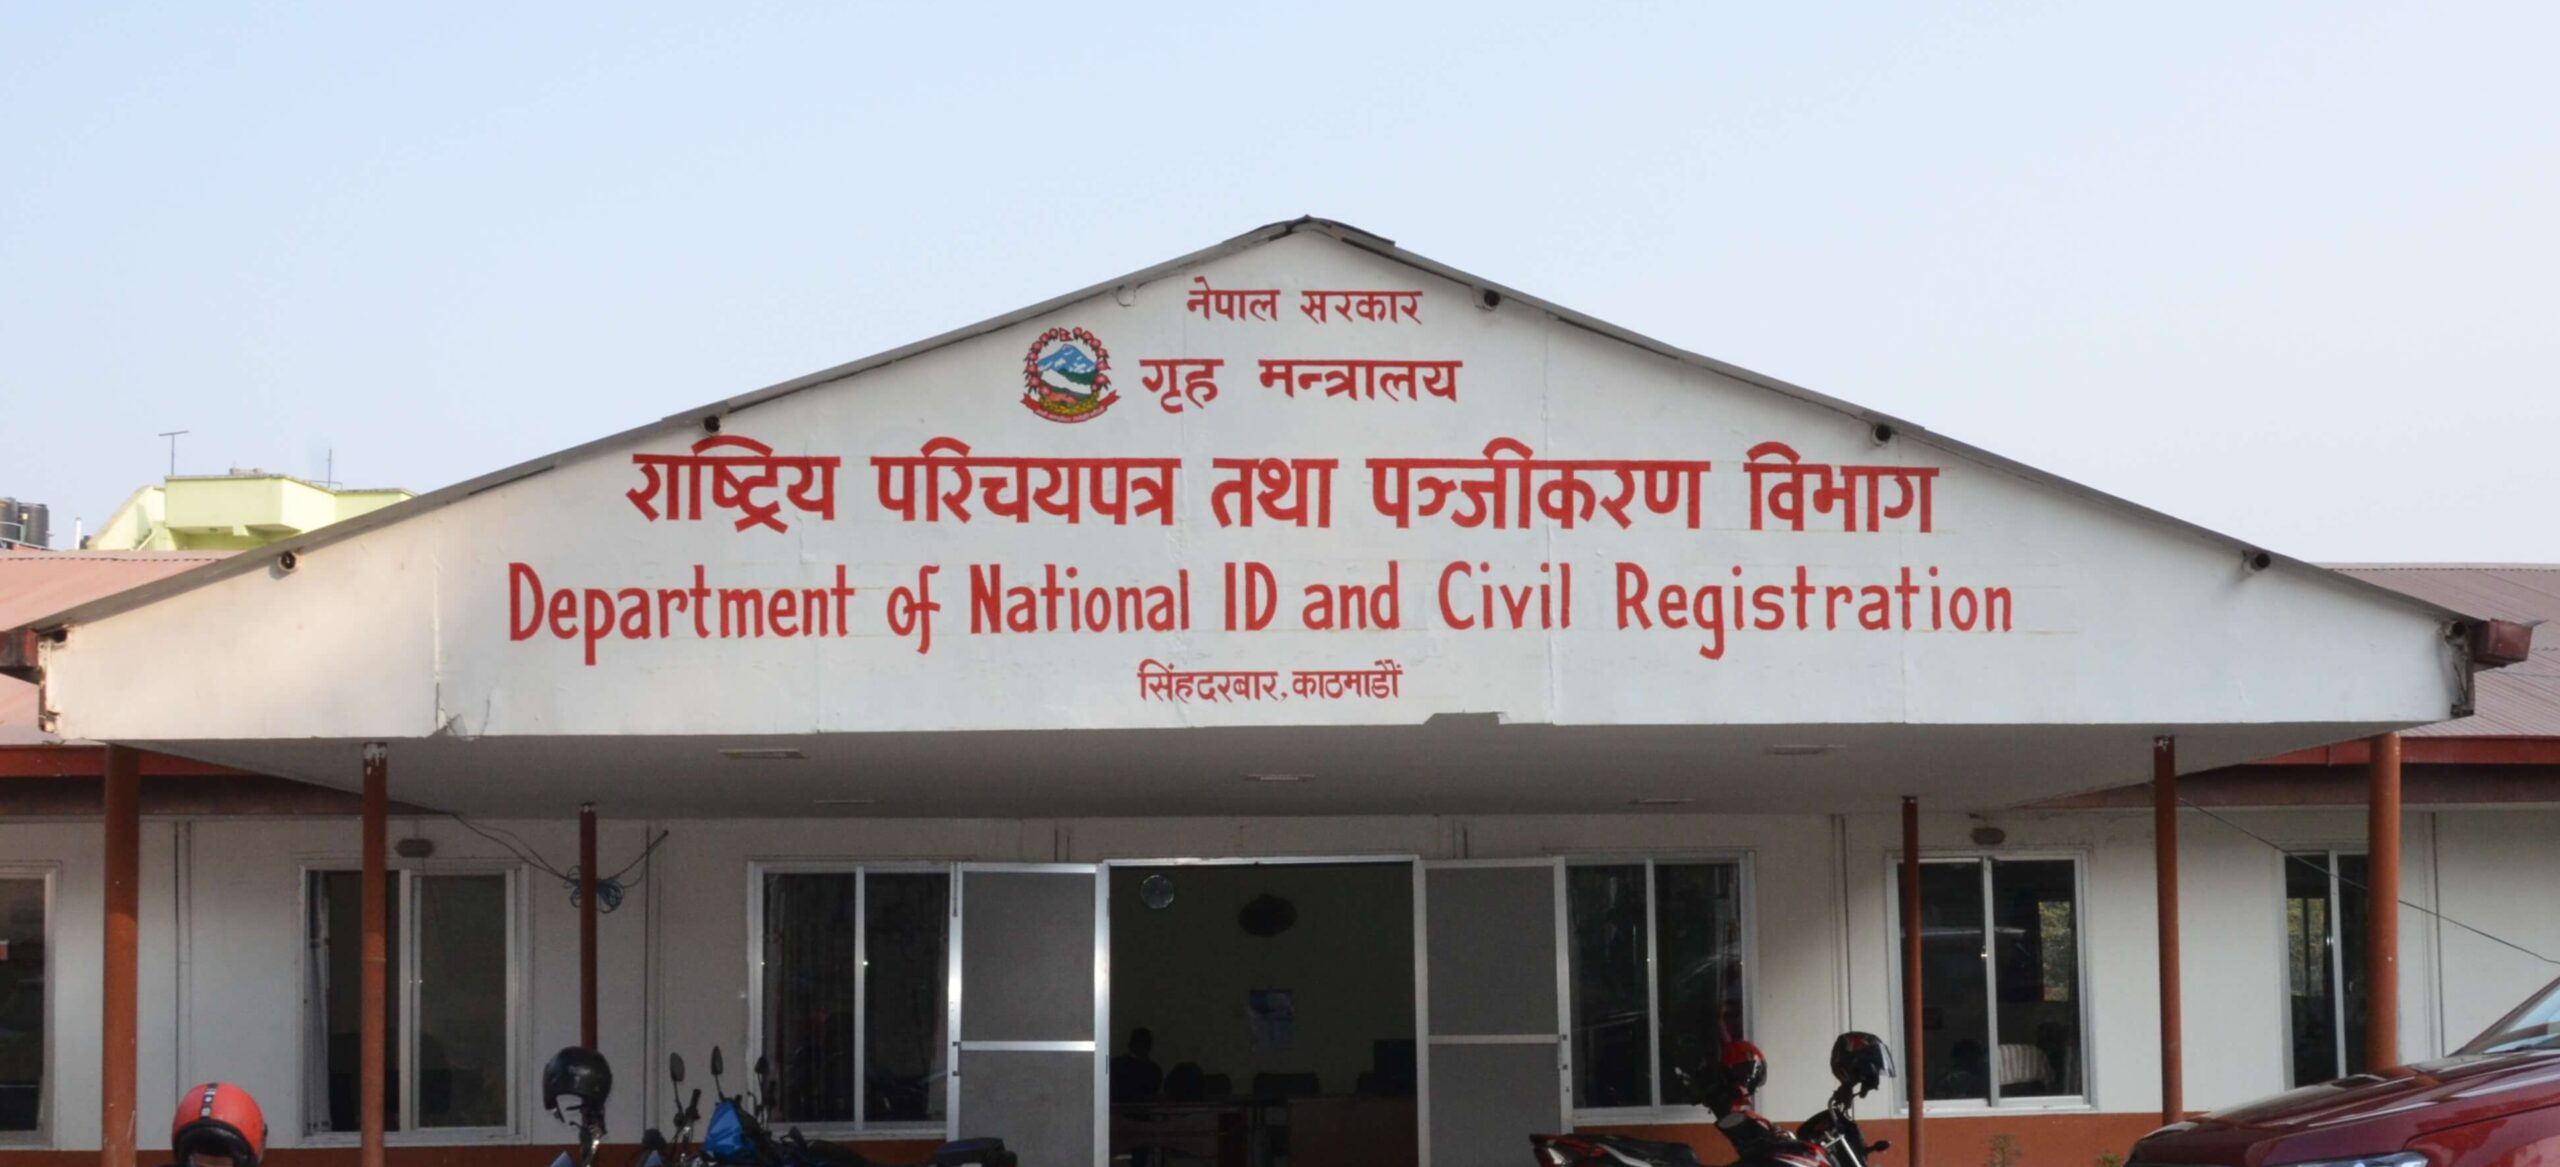 नेपाल सरकार
गृह मन्त्रालय
राष्ट्रिय परिचयपत्र तथा पञ्जीकरण विभाग
Department of National ID and Civil Registration
सिंहदरबार, काठमाडौं